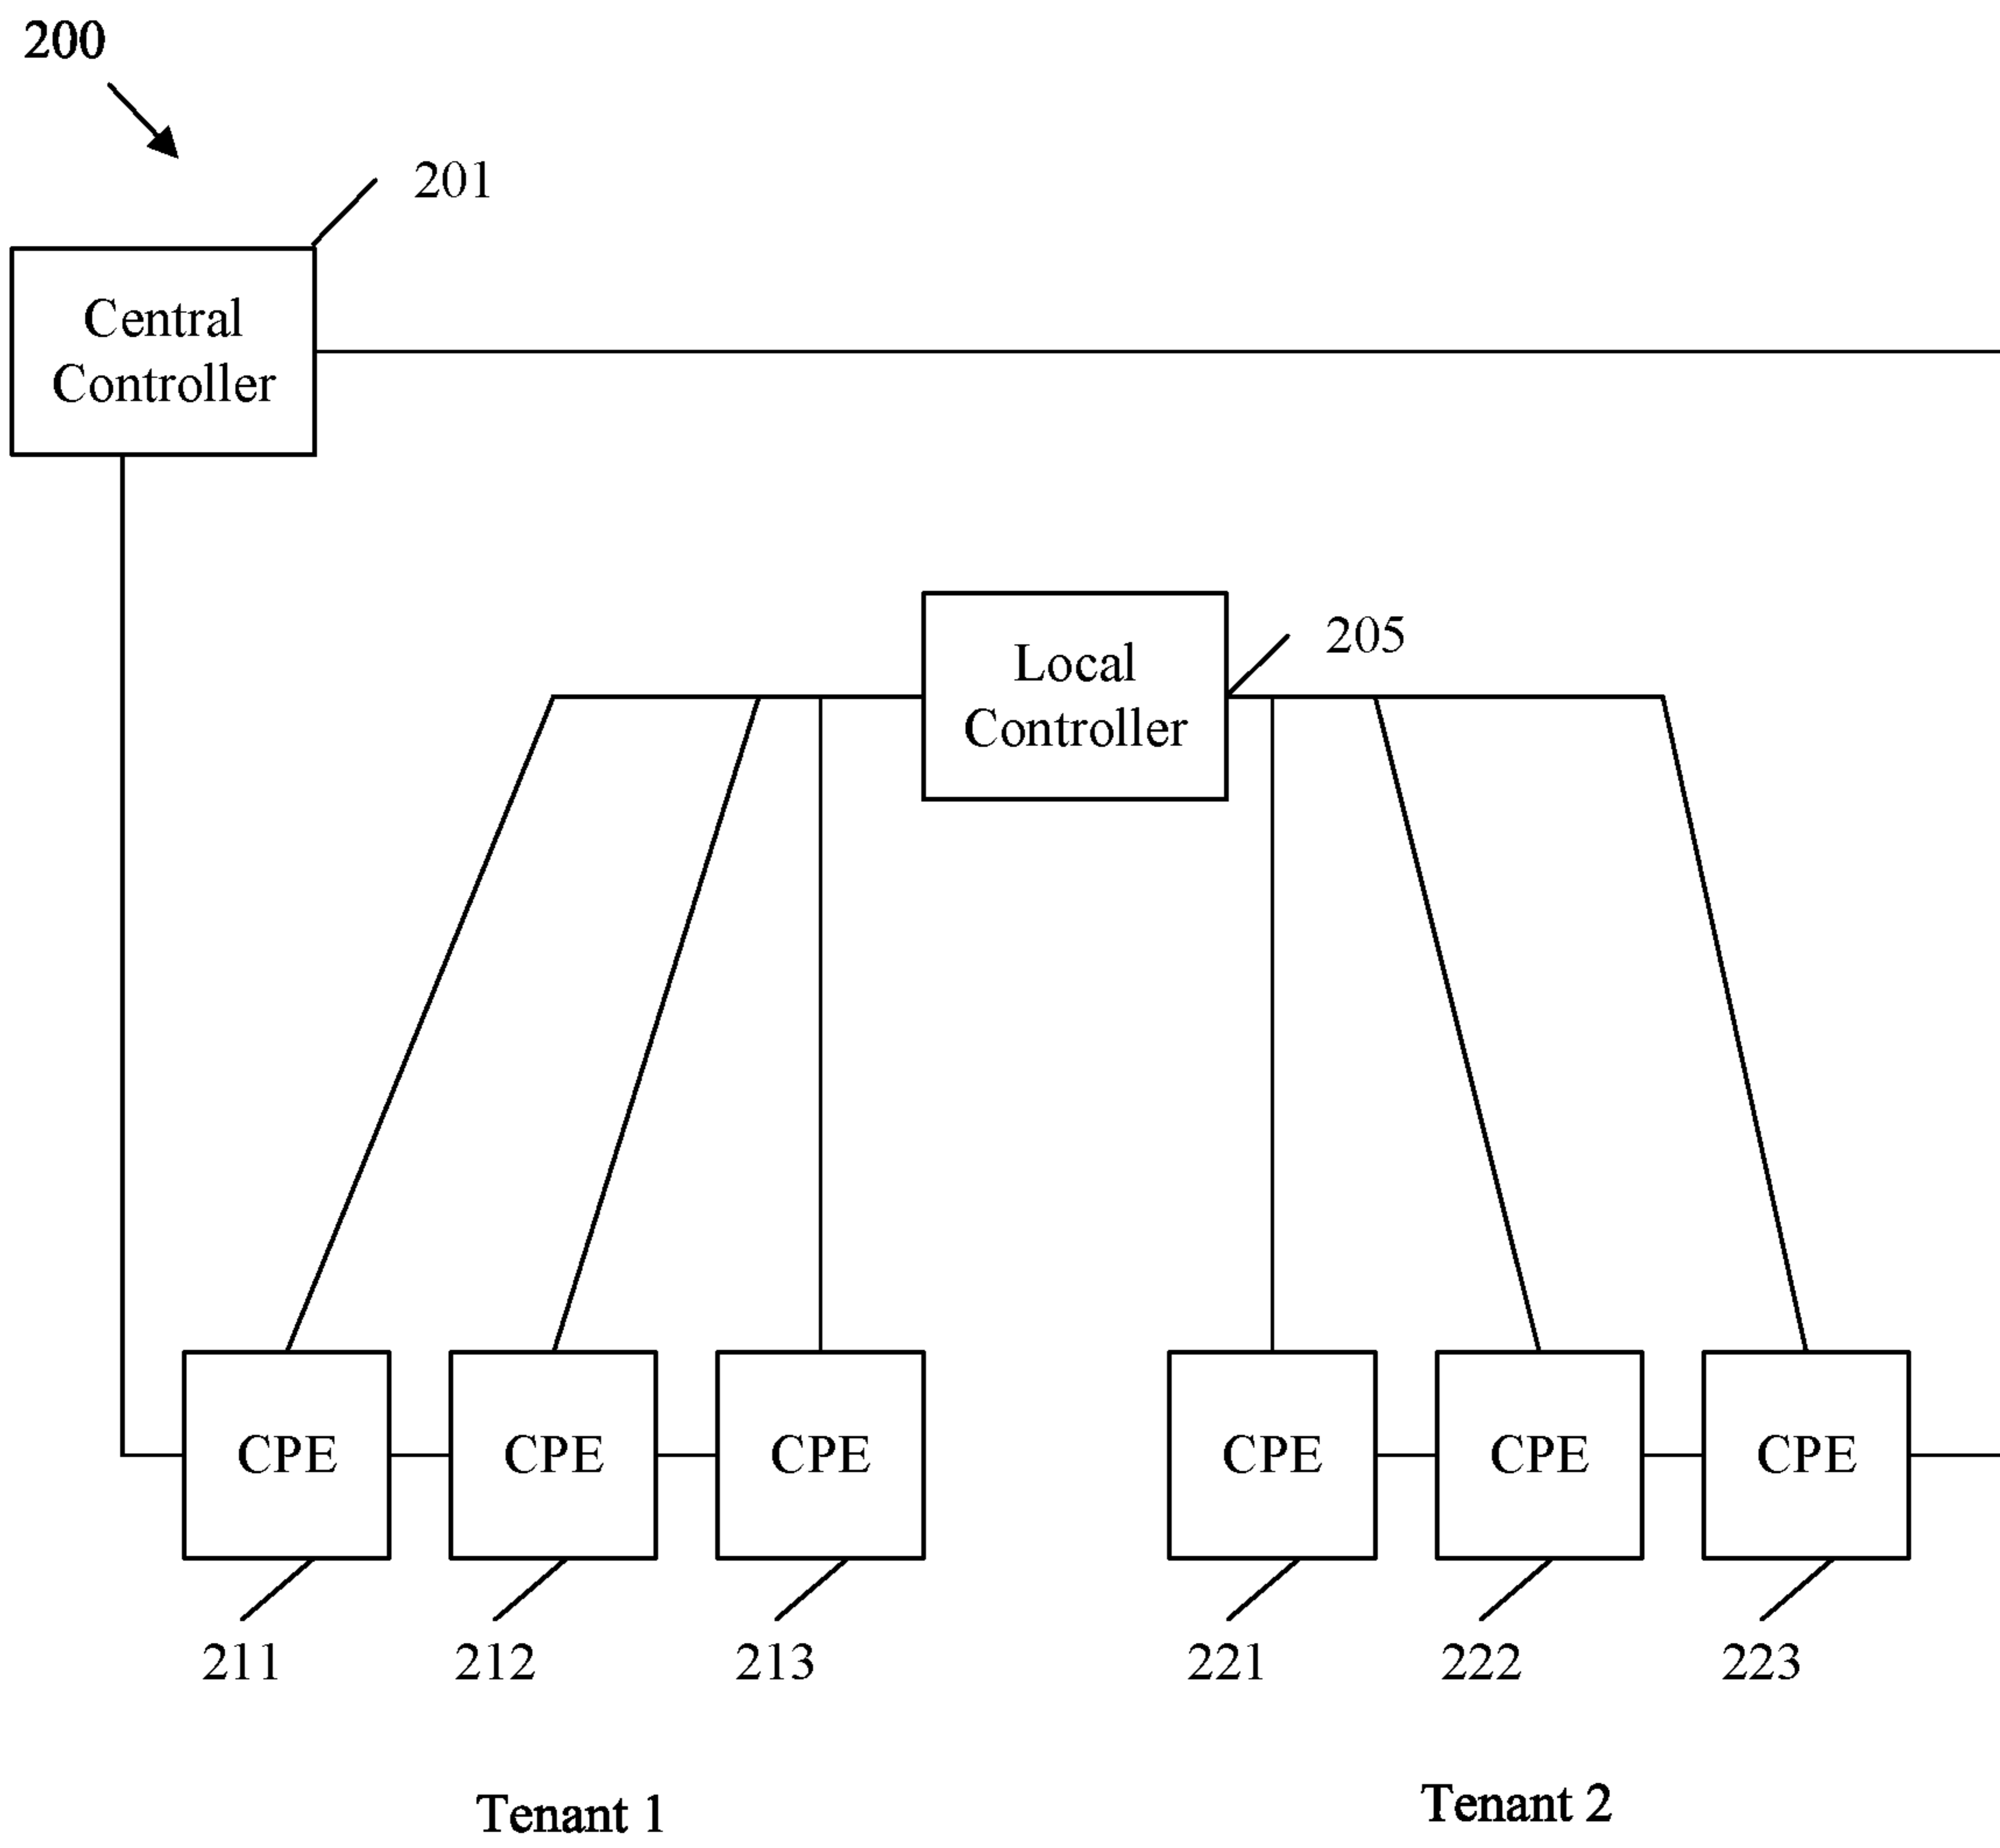 200
201
Central
Controller
Local
Controller
205
CPE
CPE
CPE
CPE
CPE
CPE
211
212
213
221
222
223
Tenant 1
Tenant 2